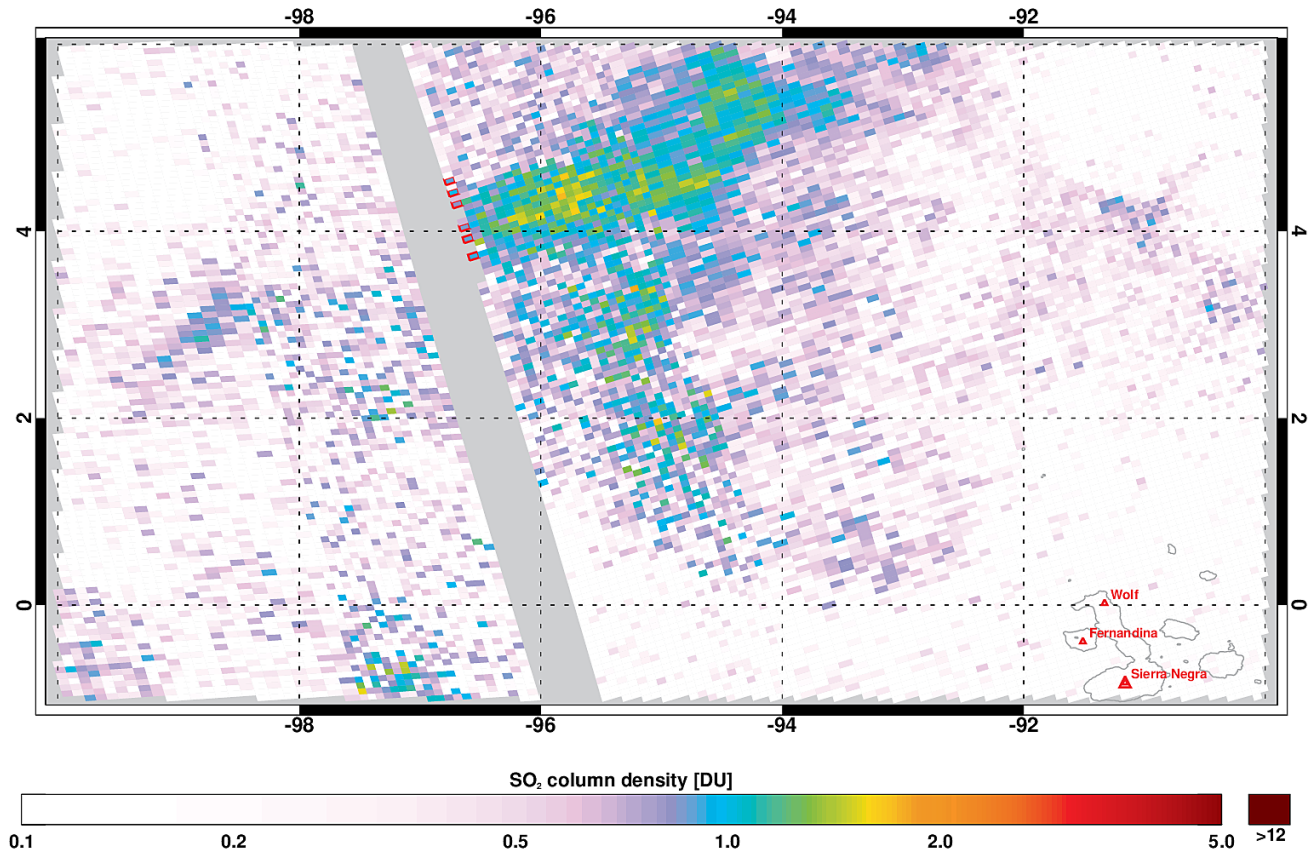 -98 -96 -94 -92
4 4
2 2
0 0
Wolf
Fernandina
Sierra Negra
-98 -96 -94 -92
SO₂ column density [DU]
0.1 0.2 0.5 1.0 2.0 5.0 >12